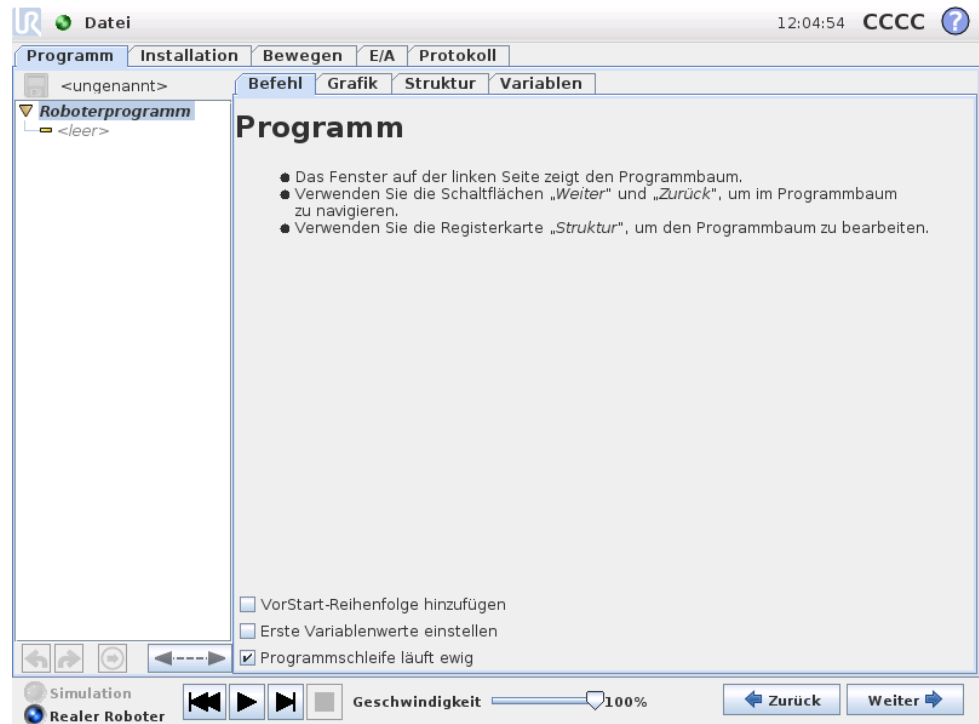 UR Datei 12:04:54 CCCC ?
Programm Installation Bewegen E/A Protokoll
<ungenannt>
Befehl Grafik Struktur Variablen
Roboterprogramm
<leer>
Programm
Das Fenster auf der linken Seite zeigt den Programmbaum.
Verwenden Sie die Schaltflächen „Weiter" und „Zurück", um im Programmbaum
zu navigieren.
Verwenden Sie die Registerkarte „Struktur", um den Programmbaum zu bearbeiten.
VorStart-Reihenfolge hinzufügen
Erste Variablenwerte einstellen
Programmschleife läuft ewig
Simulation
Realer Roboter
Geschwindigkeit 100%
Zurück Weiter